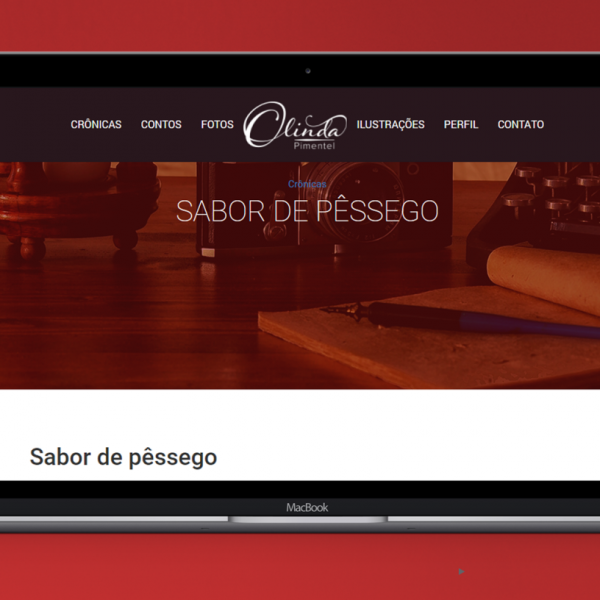 CRÔNICAS CONTOS FOTOS Olinda Pimentel ILUSTRAÇÕES PERFIL CONTATO
Crônicas
SABOR DE PÊSSEGO
Sabor de pêssego
MacBook